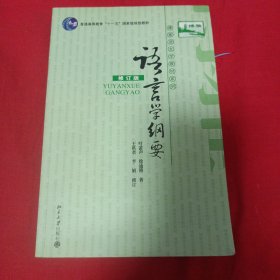 普通高等教育“十一五”国家级规划教材
博雅
语言学纲要
修订版
YUYANXUE
GANGYAO
叶蜚声 徐通锵 著
王洪君 李娟 修订
北京大学出版社